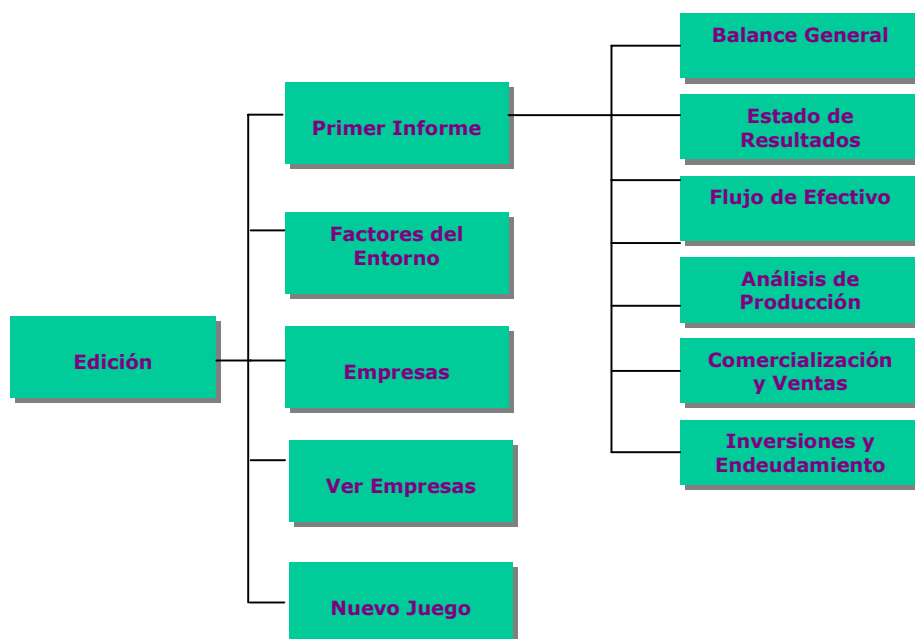 Edición
Primer Informe
Factores del
Entorno
Empresas
Ver Empresas
Nuevo Juego
Balance General
Estado de
Resultados
Flujo de Efectivo
Análisis de
Producción
Comercialización
y Ventas
Inversiones y
Endeudamiento